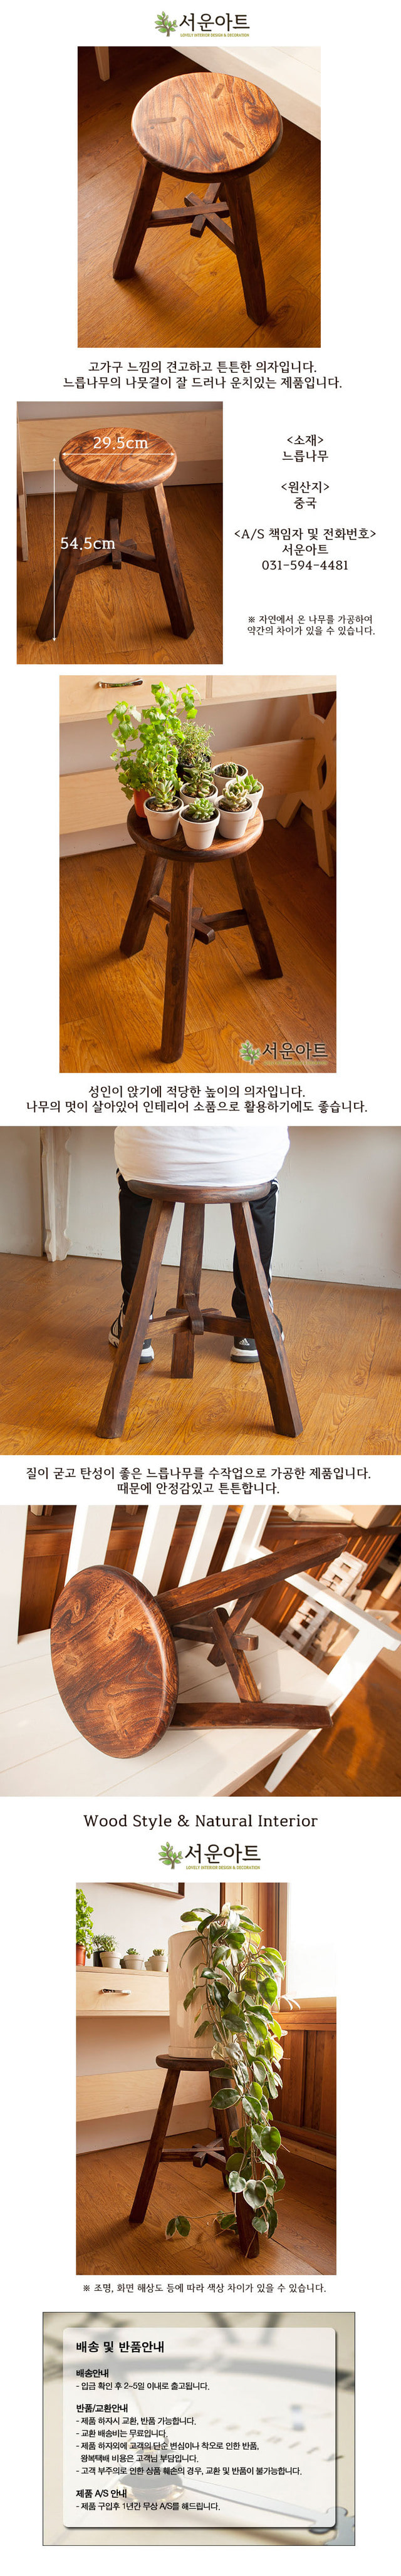 서운아트
LOVELY INTERIOR DESIGN & DECORATION
고가구 느낌의 견고하고 튼튼한 의자입니다.
느릅나무의 나뭇결이 잘 드러나 운치있는 제품입니다.
29.5cm
54.5cm
<소재>
느릅나무
<원산지>
중국
<A/S 책임자 및 전화번호>
서운아트
031-594-4481
※ 자연에서 온 나무를 가공하여
약간의 차이가 있을 수 있습니다.
서운아트
성인이 앉기에 적당한 높이의 의자입니다.
나무의 멋이 살아있어 인테리어 소품으로 활용하기에도 좋습니다.
질이 굳고 탄성이 좋은 느릅나무를 수작업으로 가공한 제품입니다.
때문에 안정감있고 튼튼합니다.
Wood Style & Natural Interior
서운아트
LOVELY INTERIOR DESIGN & DECORATION
※ 조명, 화면 해상도 등에 따라 색상 차이가 있을 수 있습니다.
배송 및 반품안내
배송안내
- 입금 확인 후 2~5일 이내로 출고됩니다.
반품/교환안내
- 제품 하자시 교환, 반품 가능합니다.
- 교환 배송비는 무료입니다.
- 제품 하자외에 고객의 단순 변심이나 착오로 인한 반품,
왕복택배 비용은 고객님 부담입니다.
- 고객 부주의로 인한 상품 훼손의 경우, 교환 및 반품이 불가능합니다.
제품 A/S 안내
- 제품 구입후 1년간 무상 A/S를 해드립니다.